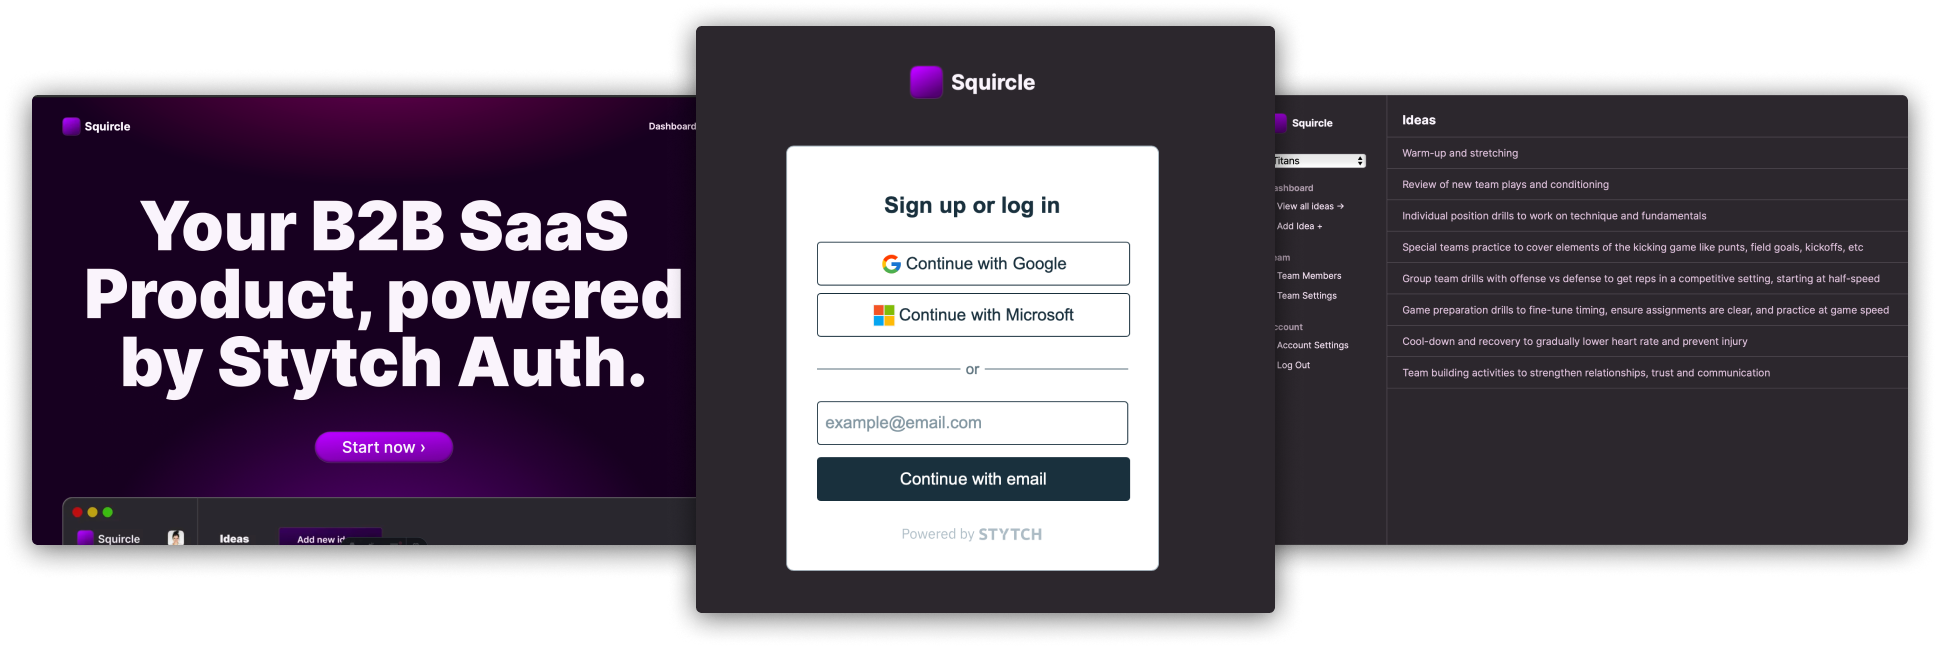 Squircle
Dashboard
Your B2B SaaS
Product, powered
by Stytch Auth.
Start now ›
Squircle
Ideas
Add new id
Squircle
Sign up or log in
Continue with Google
Continue with Microsoft
or
example@email.com
Continue with email
Powered by STYTCH
Squircle
Titans
ashboard
View all ideas →
Add Idea +
eam
Team Members
Team Settings
ccount
Account Settings
Log Out
Ideas
Warm-up and stretching
Review of new team plays and conditioning
Individual position drills to work on technique and fundamentals
Special teams practice to cover elements of the kicking game like punts, field goals, kickoffs, etc
Group team drills with offense vs defense to get reps in a competitive setting, starting at half-speed
Game preparation drills to fine-tune timing, ensure assignments are clear, and practice at game speed
Cool-down and recovery to gradually lower heart rate and prevent injury
Team building activities to strengthen relationships, trust and communication